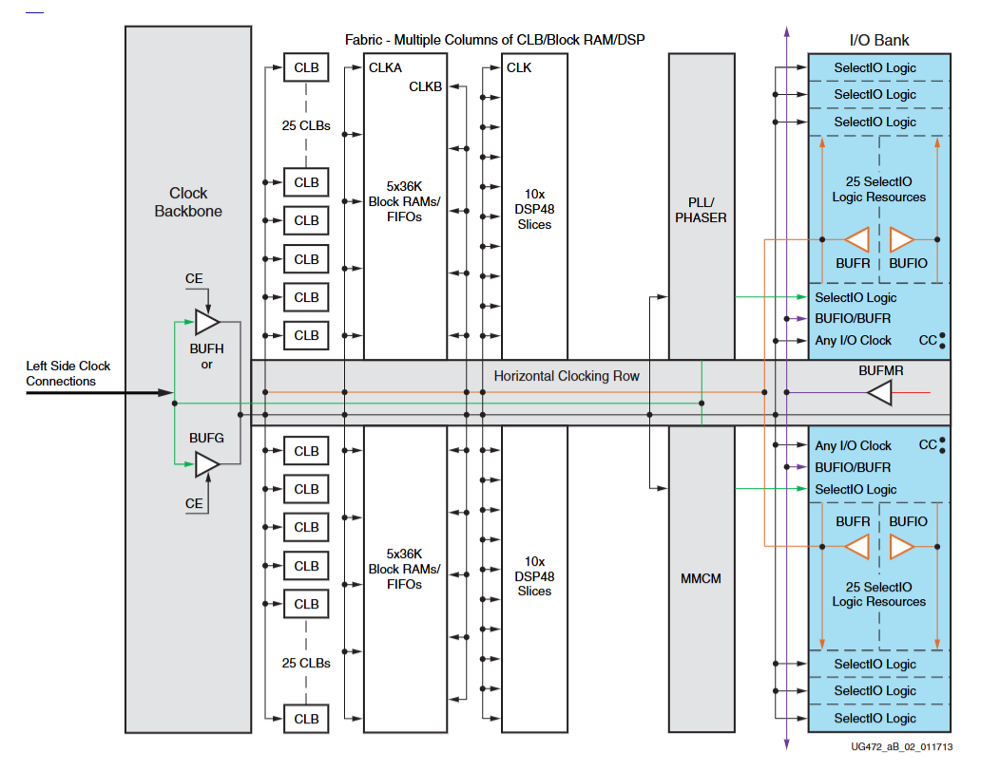 Fabric - Multiple Columns of CLB/Block RAM/DSP
I/O Bank
CLB
CLKA
CLKB
CLK
SelectIO Logic
SelectIO Logic
SelectIO Logic
25 CLBs
Clock
Backbone
CLB
CLB
CLB
CLB
CLB
5x36K
Block RAMs/
FIFOs
10x
DSP48
Slices
PLL/
PHASER
25 SelectIO
Logic Resources
BUFR
BUFIO
SelectIO Logic
BUFIO/BUFR
Any I/O Clock
CC
CE
BUFH
or
Left Side Clock
Connections
Horizontal Clocking Row
BUFMR
BUFG
CE
CLB
CLB
CLB
CLB
CLB
25 CLBs
CLB
5x36K
Block RAMs/
FIFOs
10x
DSP48
Slices
MMCM
Any I/O Clock
CC
BUFIO/BUFR
SelectIO Logic
BUFR
BUFIO
25 SelectIO
Logic Resources
SelectIO Logic
SelectIO Logic
SelectIO Logic
UG472_aB_02_011713